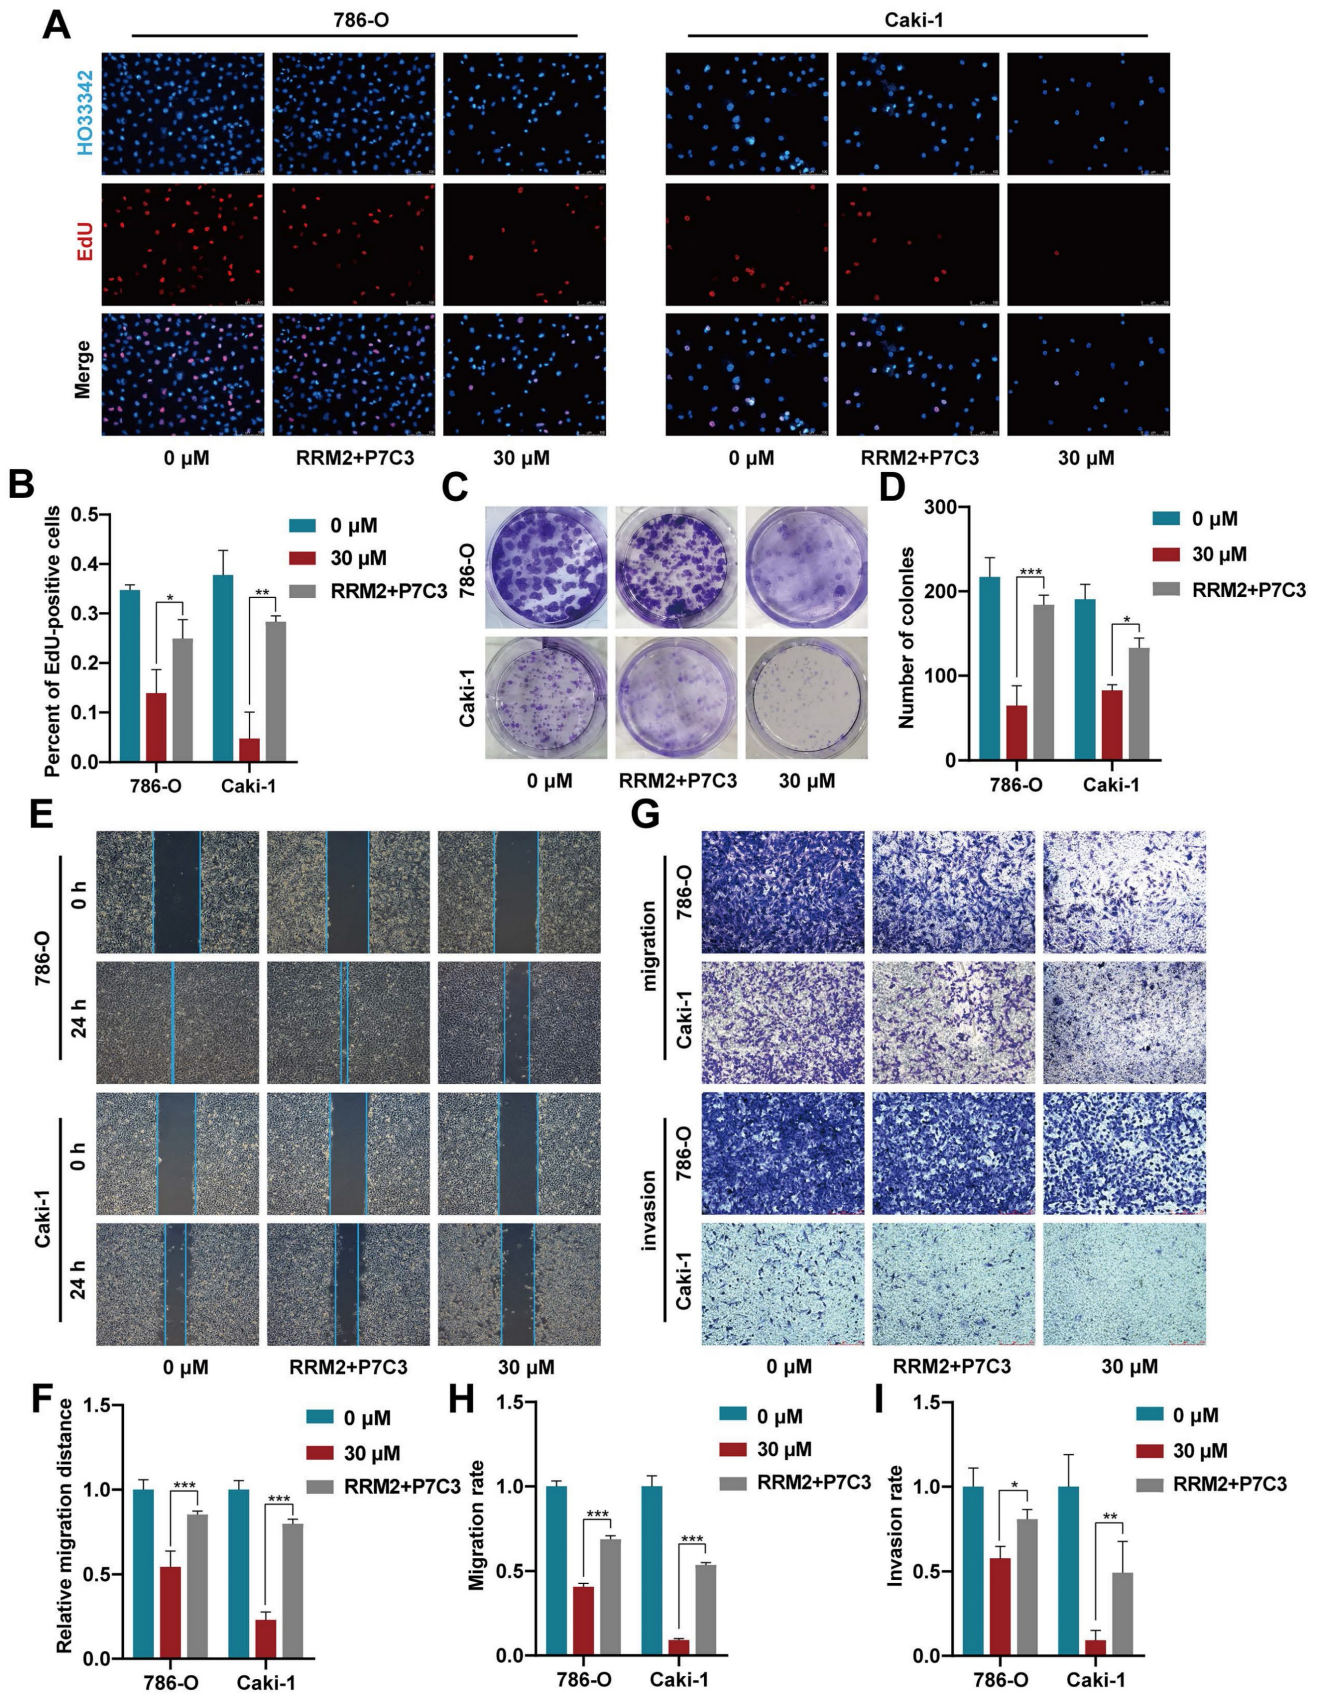 A
786-O
Caki-1
HO33342
EdU
Merge
0 µM
RRM2+P7C3
30 µM
0 µM
RRM2+P7C3
30 µM
B
Percent of EdU-positive cells
0.5
0.4
0.3
0.2
0.1
0.0
*
**
786-O
Caki-1
0 µM
30 µM
RRM2+P7C3
C
786-O
Caki-1
0 µM
RRM2+P7C3
30 µM
D
Number of colonies
300
200
100
0
***
*
786-O
Caki-1
0 µM
30 µM
RRM2+P7C3
E
786-O
0 h
24 h
Caki-1
0 h
24 h
0 µM
RRM2+P7C3
30 µM
G
migration
786-O
Caki-1
invasion
786-O
Caki-1
0 µM
RRM2+P7C3
30 µM
F
Relative migration distance
1.5
1.0
0.5
0.0
***
***
786-O
Caki-1
0 µM
30 µM
RRM2+P7C3
H
Migration rate
1.5
1.0
0.5
0.0
***
***
786-O
Caki-1
0 µM
30 µM
RRM2+P7C3
I
Invasion rate
1.5
1.0
0.5
0.0
*
**
786-O
Caki-1
0 µM
30 µM
RRM2+P7C3